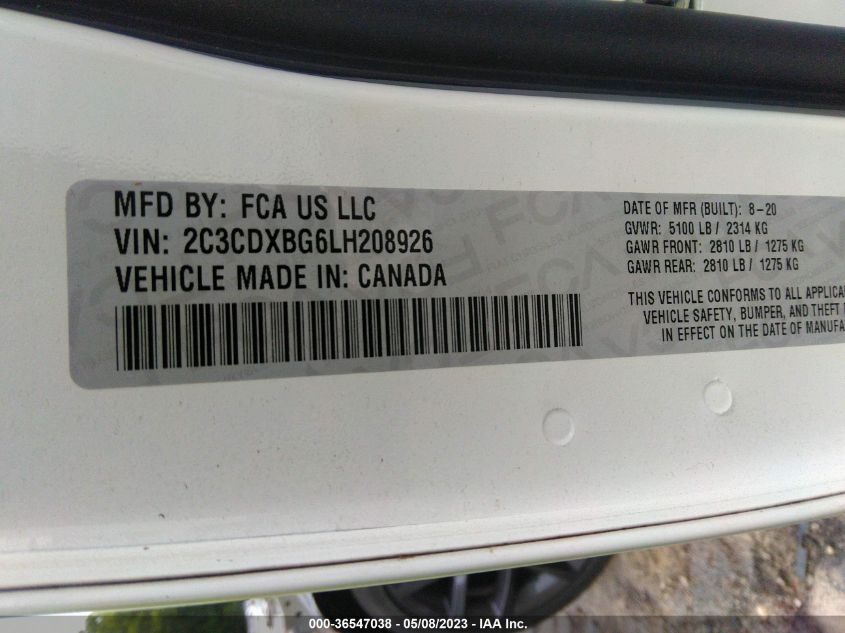 MFD BY: FCA US LLC
VIN: 2C3CDXBG6LH208926
VEHICLE MADE IN: CANADA
DATE OF MFR (BUILT): 8-20
GVWR: 5100 LB / 2314 KG
GAWR FRONT: 2810 LB / 1275 KG
GAWR REAR: 2810 LB / 1275 KG
THIS VEHICLE CONFORMS TO ALL
VEHICLE SAFETY, BUMPER, AND THEFT
IN EFFECT ON THE DATE OF
000-36547038 - 05/08/2023 - IAA Inc.